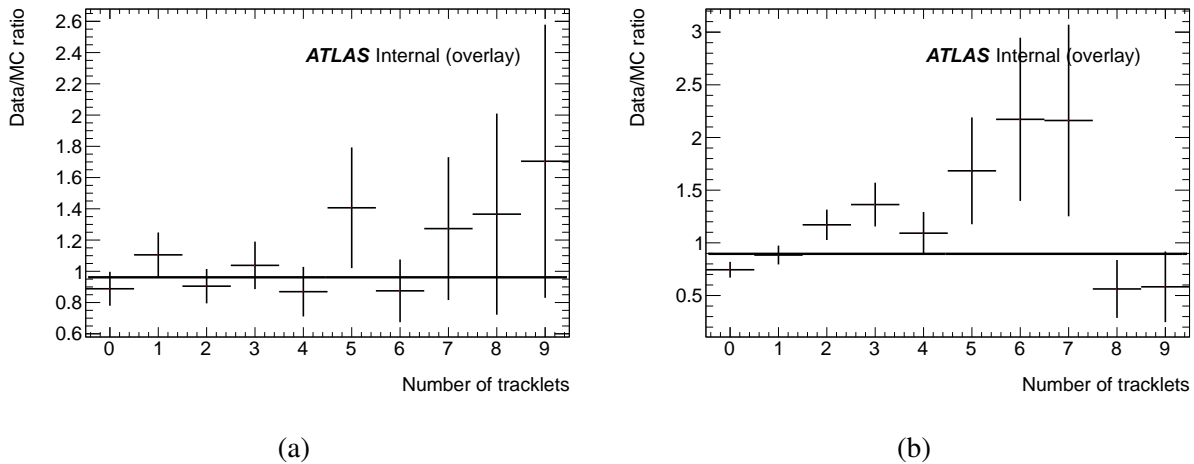 Data/MC ratio
2.6
2.4
2.2
2
1.8
1.6
1.4
1.2
1
0.8
0.6
ATLAS Internal (overlay)
0 1 2 3 4 5 6 7 8 9
Number of tracklets
(a)
Data/MC ratio
3
2.5
2
1.5
1
0.5
ATLAS Internal (overlay)
0 1 2 3 4 5 6 7 8 9
Number of tracklets
(b)